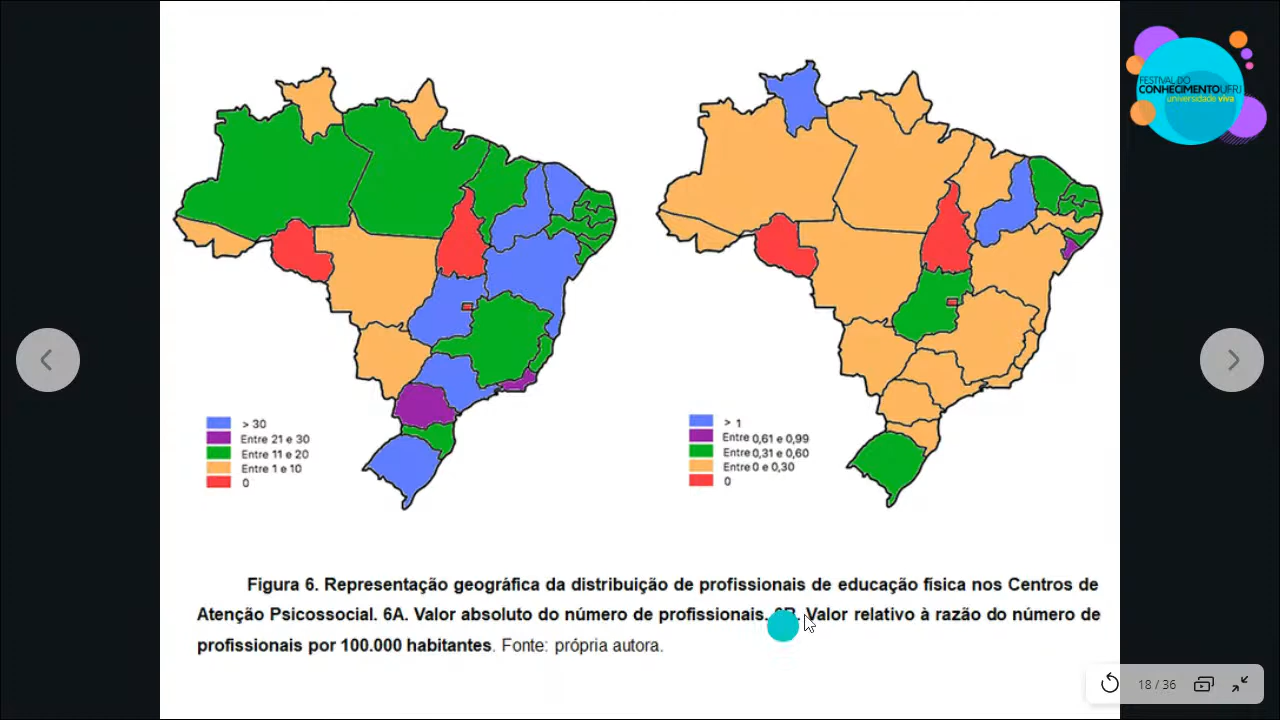 FESTIVAL DO
CONHECIMENTO UFRJ
universidade viva
> 30
Entre 21 e 30
Entre 11 e 20
Entre 1 e 10
0
> 1
Entre 0,61 e 0,99
Entre 0,31 e 0,60
Entre 0 e 0,30
0
Figura 6. Representação geográfica da distribuição de profissionais de educação física nos Centros de
Atenção Psicossocial. 6A. Valor absoluto do número de profissionais. Valor relativo à razão do número de
profissionais por 100.000 habitantes. Fonte: própria autora.
18 / 36